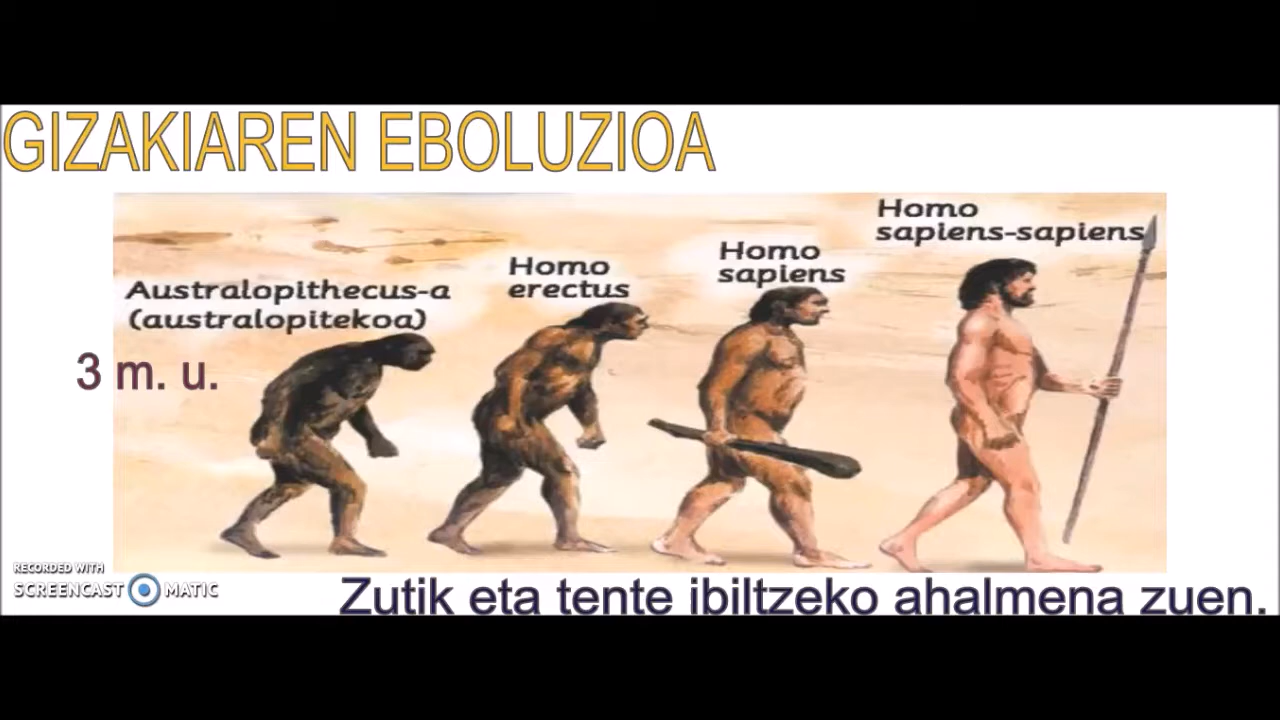 GIZAKIAREN EBOLUZIOA
Homo
sapiens-sapiens
Homo
sapiens
Homo
erectus
Australopithecus-a
(australopitekoa)
3 m. u.
RECORDED WITH
SCREENCAST MATIC
Zutik eta tente ibiltzeko ahalmena zuen.